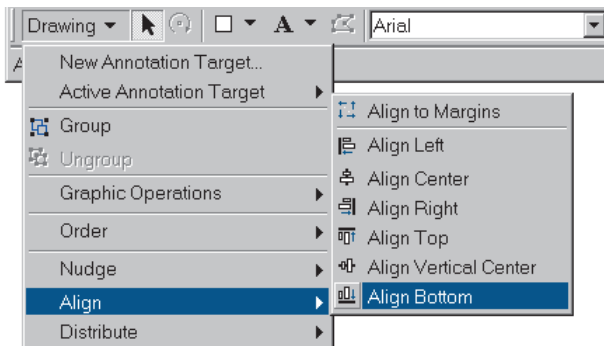 Drawing A Arial
A
New Annotation Target...
Active Annotation Target
Group
Ungroup
Graphic Operations
Order
Nudge
Align
Distribute
Align to Margins
Align Left
Align Center
Align Right
Align Top
Align Vertical Center
Align Bottom